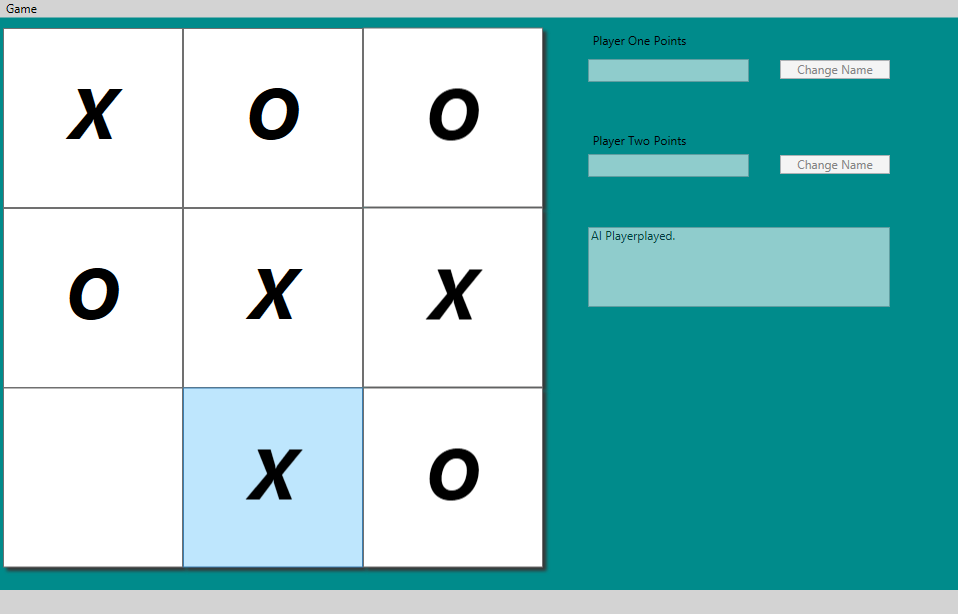 Game
X O O
O X X
X O
Player One Points
Change Name
Player Two Points
Change Name
AI Playerplayed.